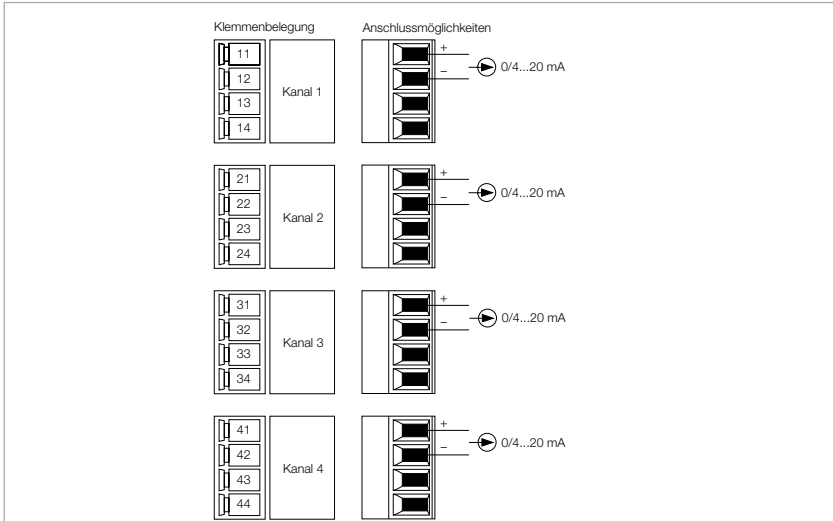 Klemmenbelegung Anschlussmöglichkeiten
11
12
13
14
Kanal 1
+
–
0/4...20 mA
21
22
23
24
Kanal 2
+
–
0/4...20 mA
31
32
33
34
Kanal 3
+
–
0/4...20 mA
41
42
43
44
Kanal 4
+
–
0/4...20 mA